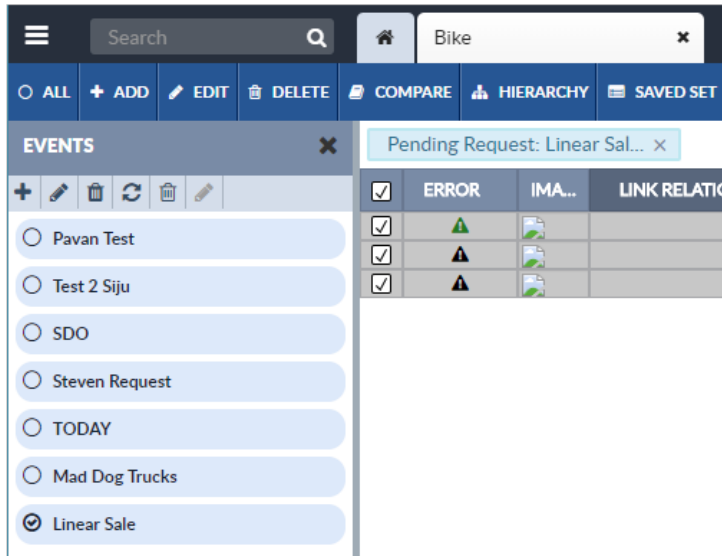 Search
Bike
ALL ADD EDIT DELETE COMPARE HIERARCHY SAVED SET
EVENTS
Pending Request: Linear Sal...
ERROR IMA... LINK RELATIO
Pavan Test
Test 2 Siju
SDO
Steven Request
TODAY
Mad Dog Trucks
Linear Sale